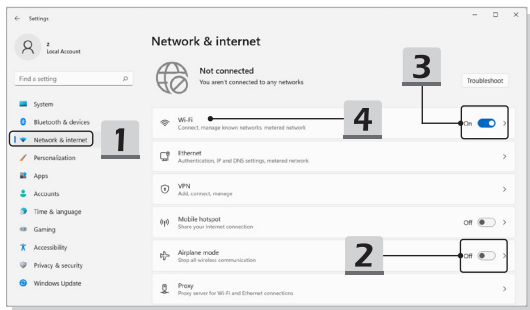 Settings
z
Local Account
Find a setting
System
Bluetooth & devices
Network & internet
Personalization
Apps
Accounts
Time & language
Gaming
Accessibility
Privacy & security
Windows Update
1
Network & internet
Not connected
You aren't connected to any networks
Troubleshoot
3
Wi-Fi
Connect, manage known networks, metered network
4
On
Ethernet
Authentication, IP and DNS settings, metered network
VPN
Add, connect, manage
Mobile hotspot
Share your internet connection
Off
Airplane mode
Stop all wireless communication
2
Off
Proxy
Proxy server for Wi-Fi and Ethernet connections